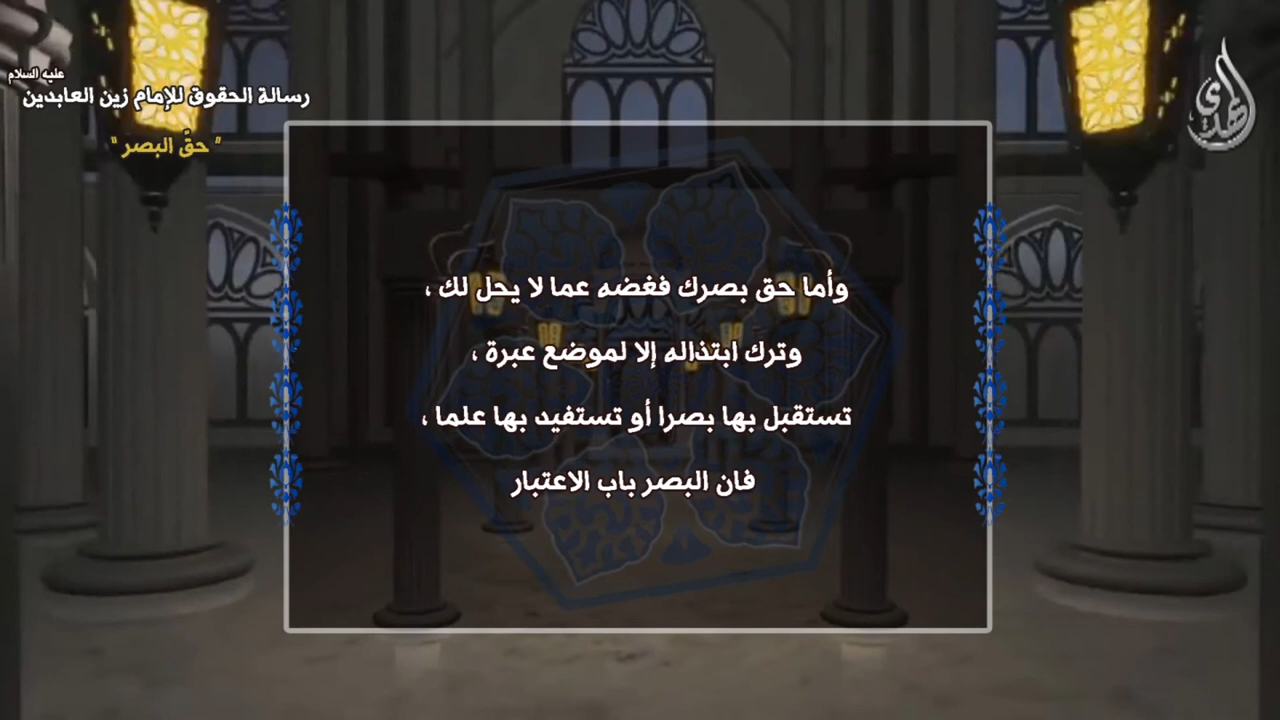 عليه السلام
رسالة الحقوق للإمام زين العابدين
" حقّ البصر "
الهدى
وأما حق بصرك فغضه عما لا يحل لك ،
وترك ابتذاله إلا لموضع عبرة ،
تستقبل بها بصرا أو تستفيد بها علما ،
فان البصر باب الاعتبار